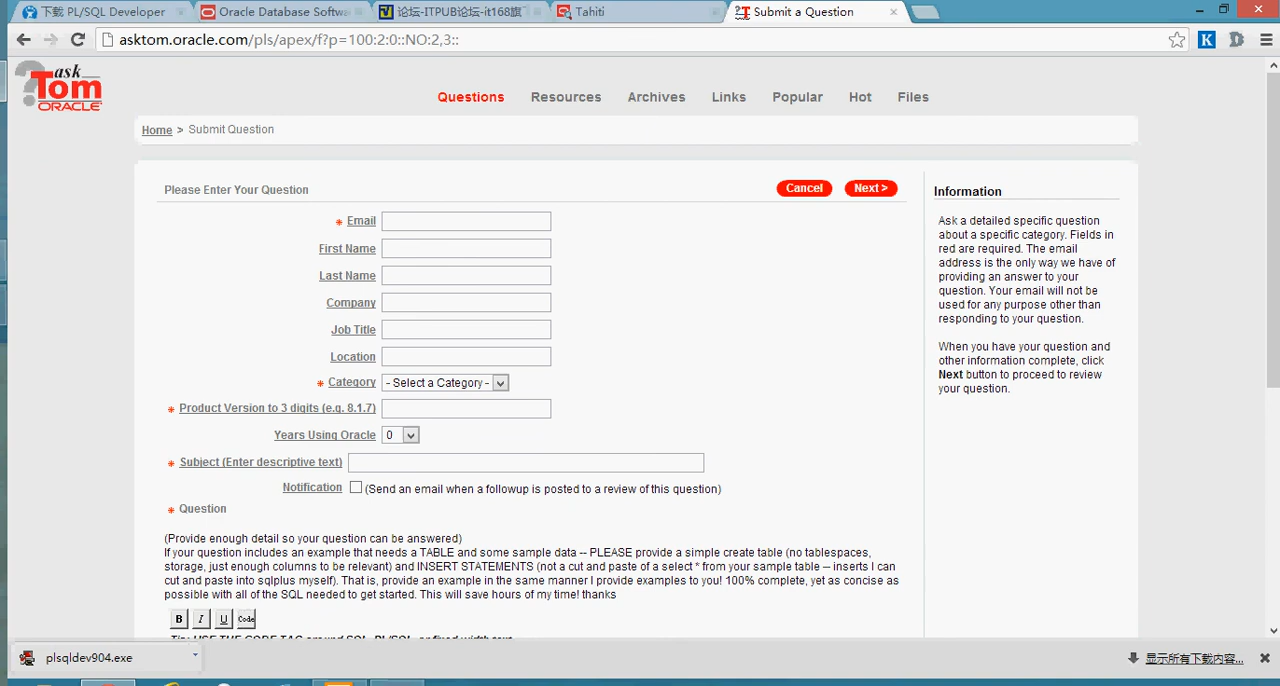 下载 PL/SQL Developer
Oracle Database Softwa
论坛-ITPUB论坛-it168旗
Tahiti
Submit a Question
asktom.oracle.com/pls/apex/f?p=100:2:0::NO:2,3::
ask
Tom
ORACLE
Questions Resources Archives Links Popular Hot Files
Home > Submit Question
Please Enter Your Question
Cancel Next >
* Email
First Name
Last Name
Company
Job Title
Location
* Category - Select a Category -
* Product Version to 3 digits (e.g. 8.1.7)
Years Using Oracle 0
* Subject (Enter descriptive text)
Notification (Send an email when a followup is posted to a review of this question)
* Question
(Provide enough detail so your question can be answered)
If your question includes an example that needs a TABLE and some sample data -- PLEASE provide a simple create table (no tablespaces,
storage, just enough columns to be relevant) and INSERT STATEMENTS (not a cut and paste of a select * from your sample table -- inserts I can
cut and paste into sqlplus myself). That is, provide an example in the same manner I provide examples to you! 100% complete, yet as concise as
possible with all of the SQL needed to get started. This will save hours of my time! thanks
B I U Code
Information
Ask a detailed specific question
about a specific category. Fields in
red are required. The email
address is the only way we have of
providing an answer to your
question. Your email will not be
used for any purpose other than
responding to your question.
When you have your question and
other information complete, click
Next button to proceed to review
your question.
plsqldev904.exe
显示所有下载内容...